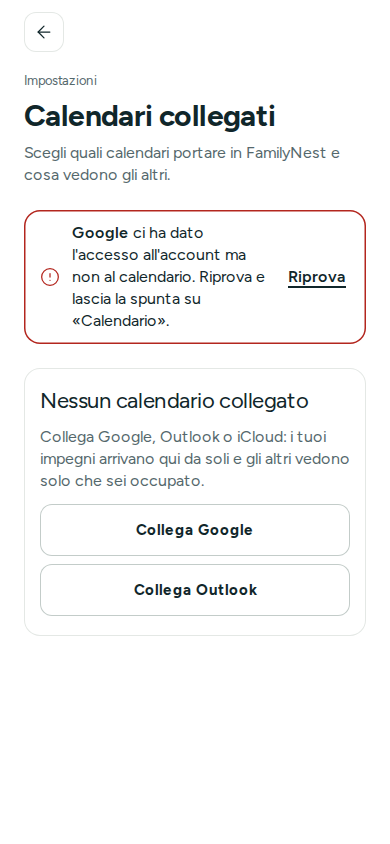 Impostazioni
Calendari collegati
Scegli quali calendari portare in FamilyNest e
cosa vedono gli altri.
Google ci ha dato
l'accesso all'account ma
non al calendario. Riprova e
lascia la spunta su
«Calendario».
Riprova
Nessun calendario collegato
Collega Google, Outlook o iCloud: i tuoi
impegni arrivano qui da soli e gli altri vedono
solo che sei occupato.
Collega Google
Collega Outlook